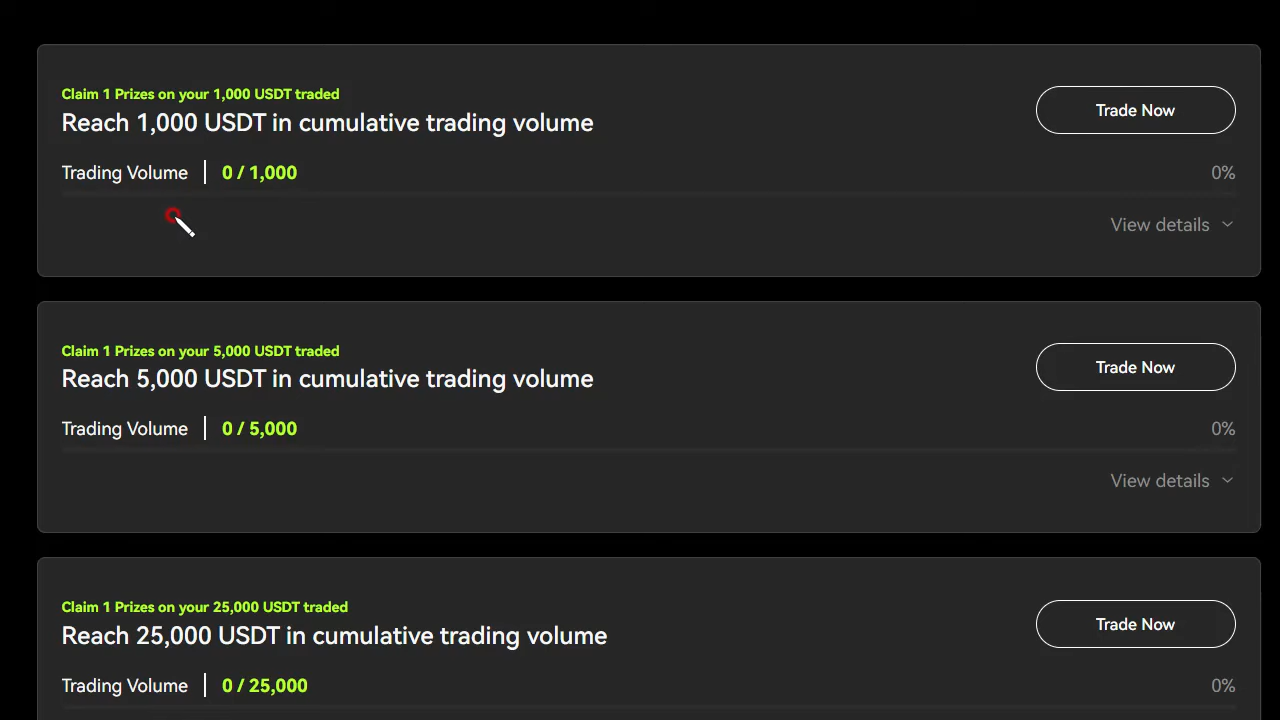 Claim 1 Prizes on your 1,000 USDT traded
Reach 1,000 USDT in cumulative trading volume
Trade Now
Trading Volume | 0 / 1,000
0%
View details
Claim 1 Prizes on your 5,000 USDT traded
Reach 5,000 USDT in cumulative trading volume
Trade Now
Trading Volume | 0 / 5,000
0%
View details
Claim 1 Prizes on your 25,000 USDT traded
Reach 25,000 USDT in cumulative trading volume
Trade Now
Trading Volume | 0 / 25,000
0%